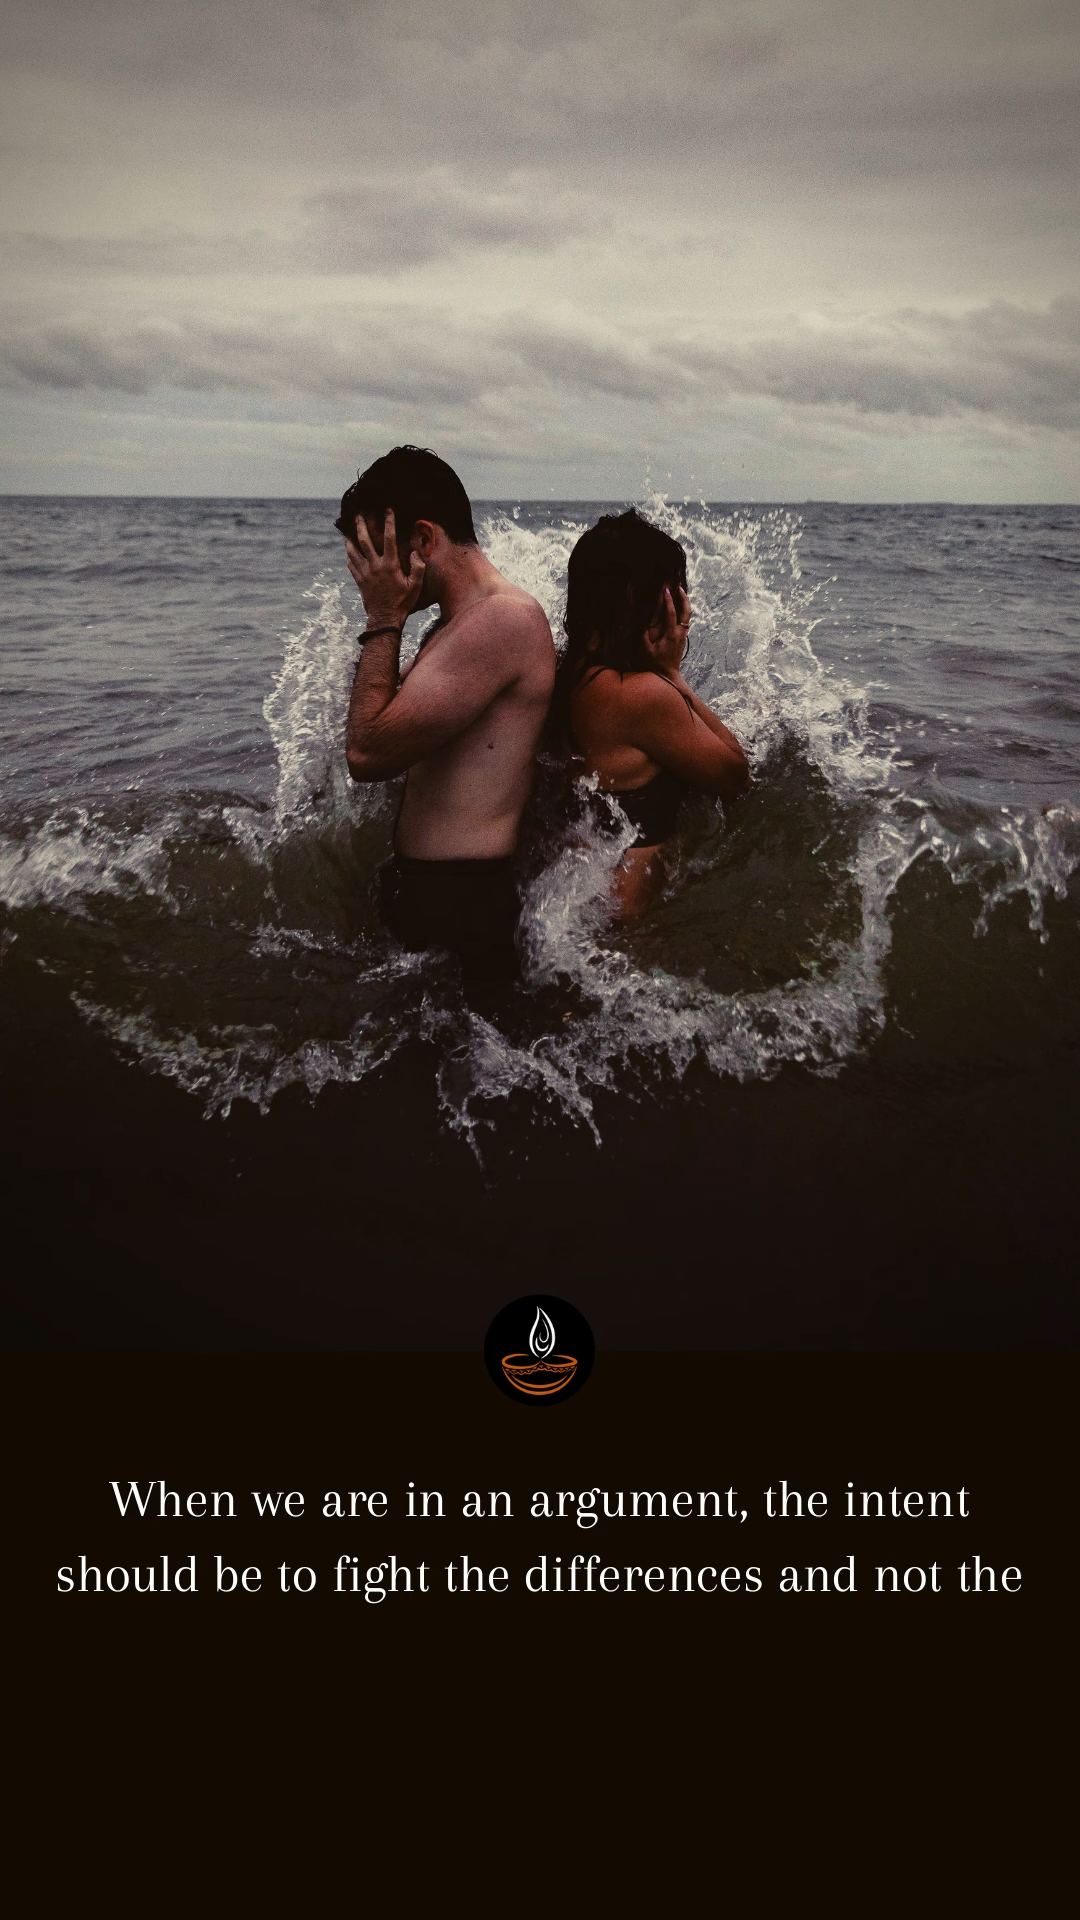 When we are in an argument, the intent
should be to fight the differences and not the